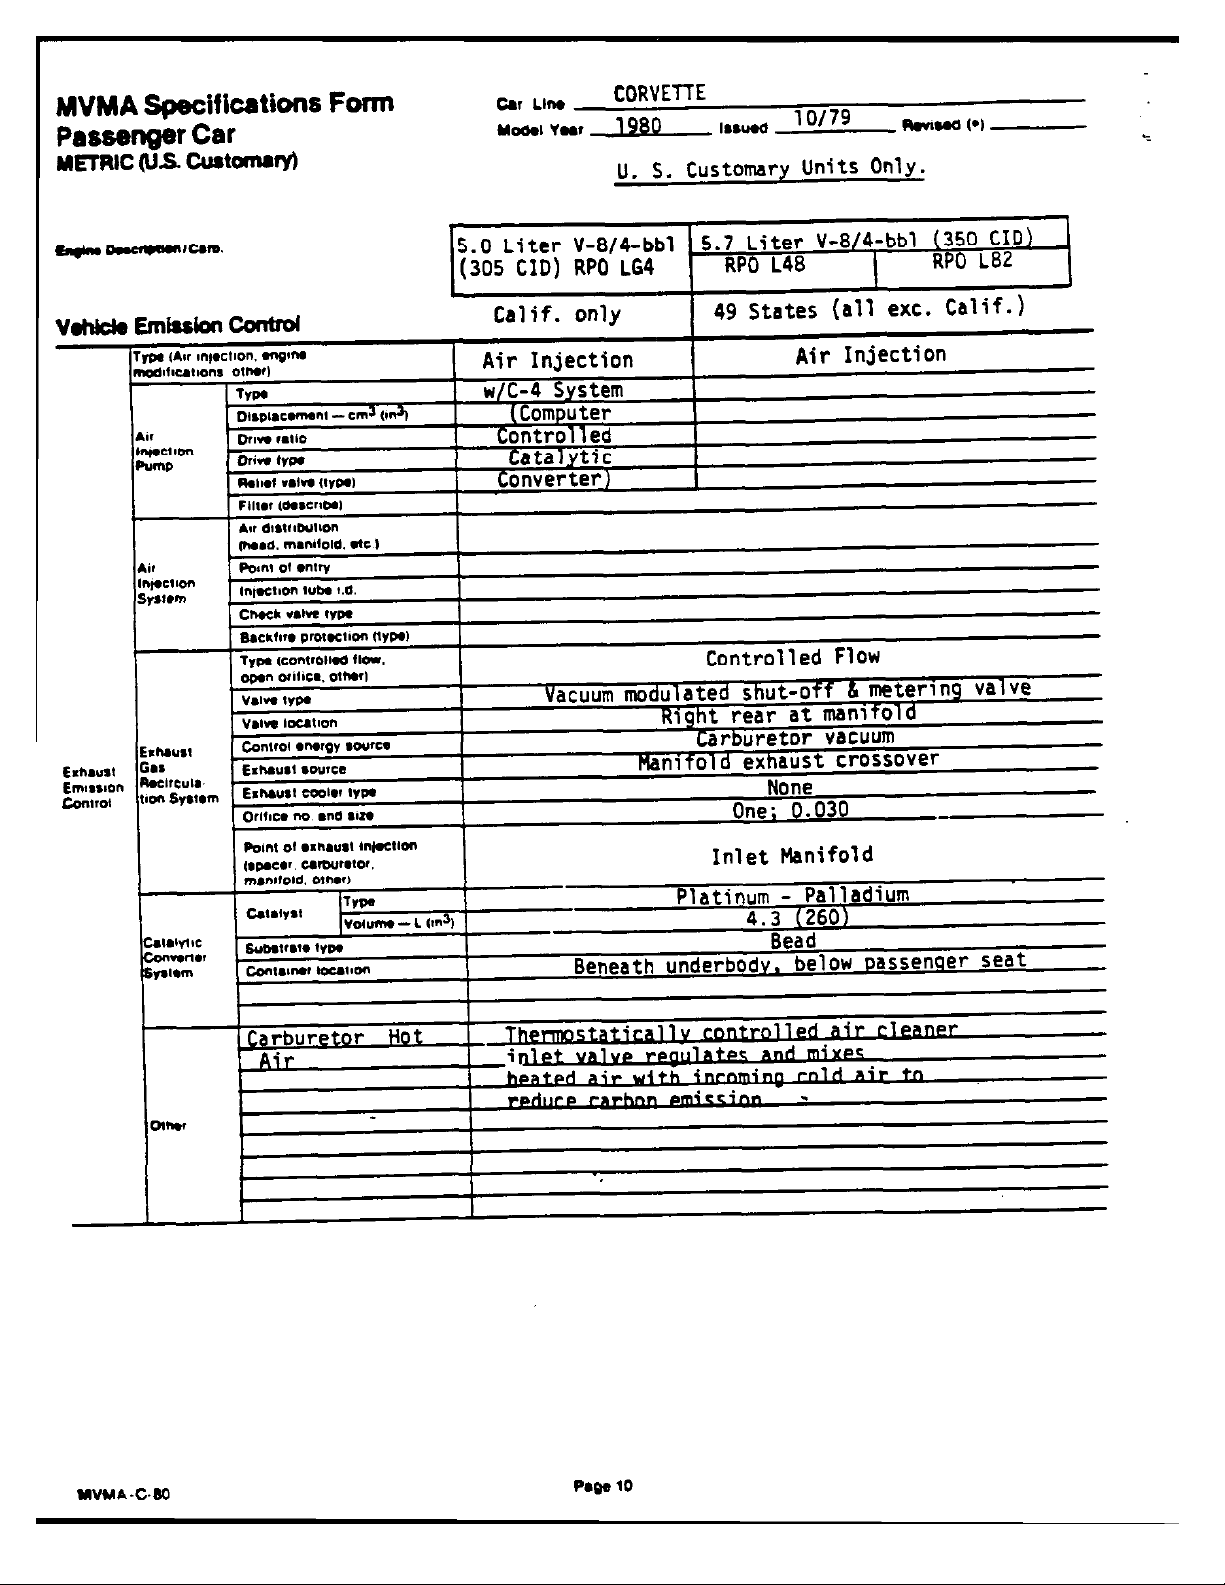 MVMA Specifications Form
Passenger Car
METRIC (U.S. Customary)
Car Line CORVETTE
Model Year 1980 Issued 10/79 Revised (•)
U. S. Customary Units Only.
Engine Description/Carb.
5.0 Liter V-8/4-bbl
(305 CID) RPO LG4
5.7 Liter V-8/4-bbl (350 CID)
RPO L48
RPO L82
Calif. only
49 States (all exc. Calif.)
Vehicle Emission Control
Type (Air injection, engine
modifications other)
Air Injection
w/C-4 System
(Computer
Controlled
Catalytic
Converter)
Air Injection
Air
Injection
Pump
Type
Displacement — cm3 (in3)
Drive ratio
Drive type
Relief valve (type)
Filter (describe)
Air
Injection
System
Air distribution
(head, manifold, etc.)
Point of entry
Injection tube i.d.
Check valve type
Backfire protection (type)
Exhaust
Emission
Control
Exhaust
Gas
Recircula-
tion System
Type (controlled flow,
open orifice, other)
Controlled Flow
Valve type
Vacuum modulated shut-off & metering valve
Valve location
Right rear at manifold
Control energy source
Carburetor vacuum
Exhaust source
Manifold exhaust crossover
Exhaust cooler type
None
Orifice no. and size
One; 0.030
Point of exhaust injection
(spacer, carburetor,
manifold, other)
Inlet Manifold
Catalytic
Converter
System
Catalyst
Type
Platinum - Palladium
Volume — L (in3)
4.3 (260)
Substrate type
Bead
Container location
Beneath underbody, below passenger seat
Other
Carburetor Hot
Air
Thermostatically controlled air cleaner
inlet valve regulates and mixes
heated air with incoming cold air to
reduce carbon emission
MVMA-C-80
Page 10